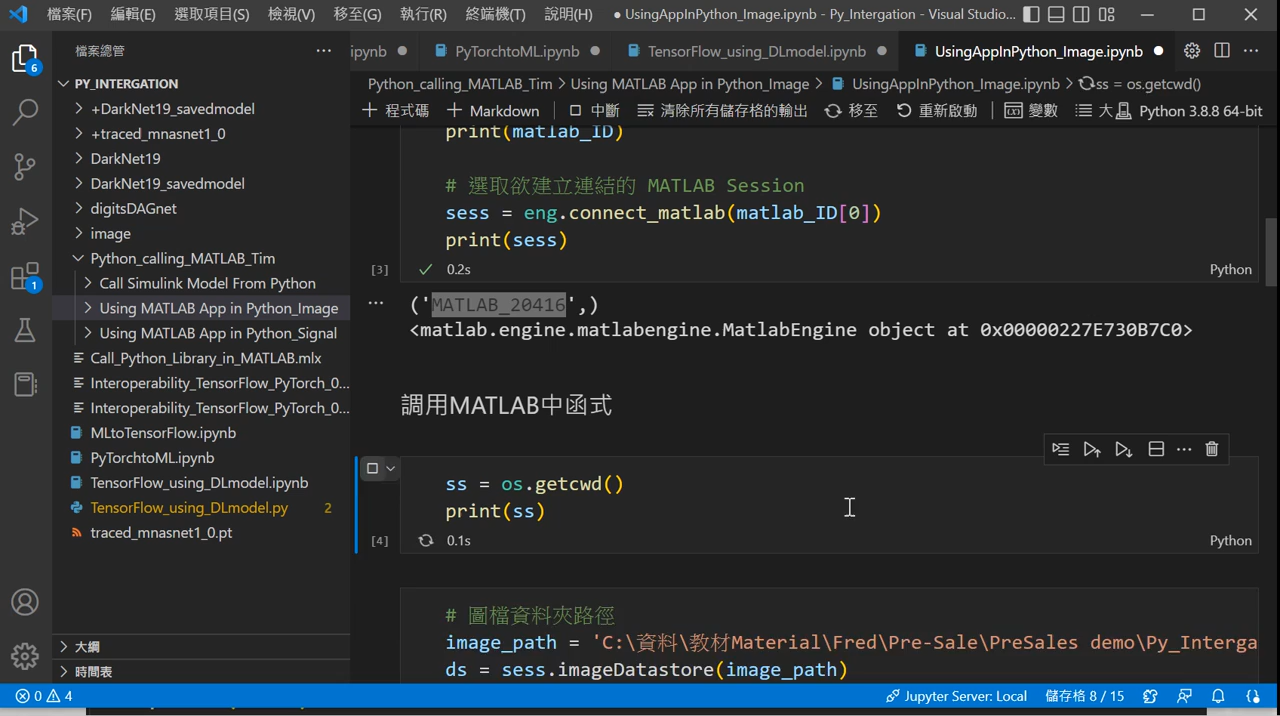 檔案(F) 編輯(E) 選取項目(S) 檢視(V) 移至(G) 執行(R) 終端機(T) 說明(H) ● UsingAppInPython_Image.ipynb - Py_Intergation - Visual Studio...
檔案總管 ...
ipynb PyTorchtoML.ipynb TensorFlow_using_DLmodel.ipynb UsingAppInPython_Image.ipynb
PY_INTERGATION
+DarkNet19_savedmodel
+traced_mnasnet1_0
DarkNet19
DarkNet19_savedmodel
digitsDAGnet
image
Python_calling_MATLAB_Tim
Call Simulink Model From Python
Using MATLAB App in Python_Image
Using MATLAB App in Python_Signal
Call_Python_Library_in_MATLAB.mlx
Interoperability_TensorFlow_PyTorch_0...
Interoperability_TensorFlow_PyTorch_0...
MLtoTensorFlow.ipynb
PyTorchtoML.ipynb
TensorFlow_using_DLmodel.ipynb
TensorFlow_using_DLmodel.py 2
traced_mnasnet1_0.pt
大綱
時間表
6
1
Python_calling_MATLAB_Tim > Using MATLAB App in Python_Image > UsingAppInPython_Image.ipynb > ss = os.getcwd()
+ 程式碼 + Markdown 中斷 清除所有儲存格的輸出 移至 重新啟動 變數 大 Python 3.8.8 64-bit
print(matlab_ID)
# 選取欲建立連結的 MATLAB Session
sess = eng.connect_matlab(matlab_ID[0])
print(sess)
[3] 0.2s Python
('MATLAB_20416',)
<matlab.engine.matlabengine.MatlabEngine object at 0x00000227E730B7C0>
調用MATLAB中函式
ss = os.getcwd()
print(ss)
[4] 0.1s Python
# 圖檔資料夾路徑
image_path = 'C:\資料\教材Material\Fred\Pre-Sale\PreSales demo\Py_Interga
ds = sess.imageDatastore(image_path)
0 4 Jupyter Server: Local 儲存格 8 / 15